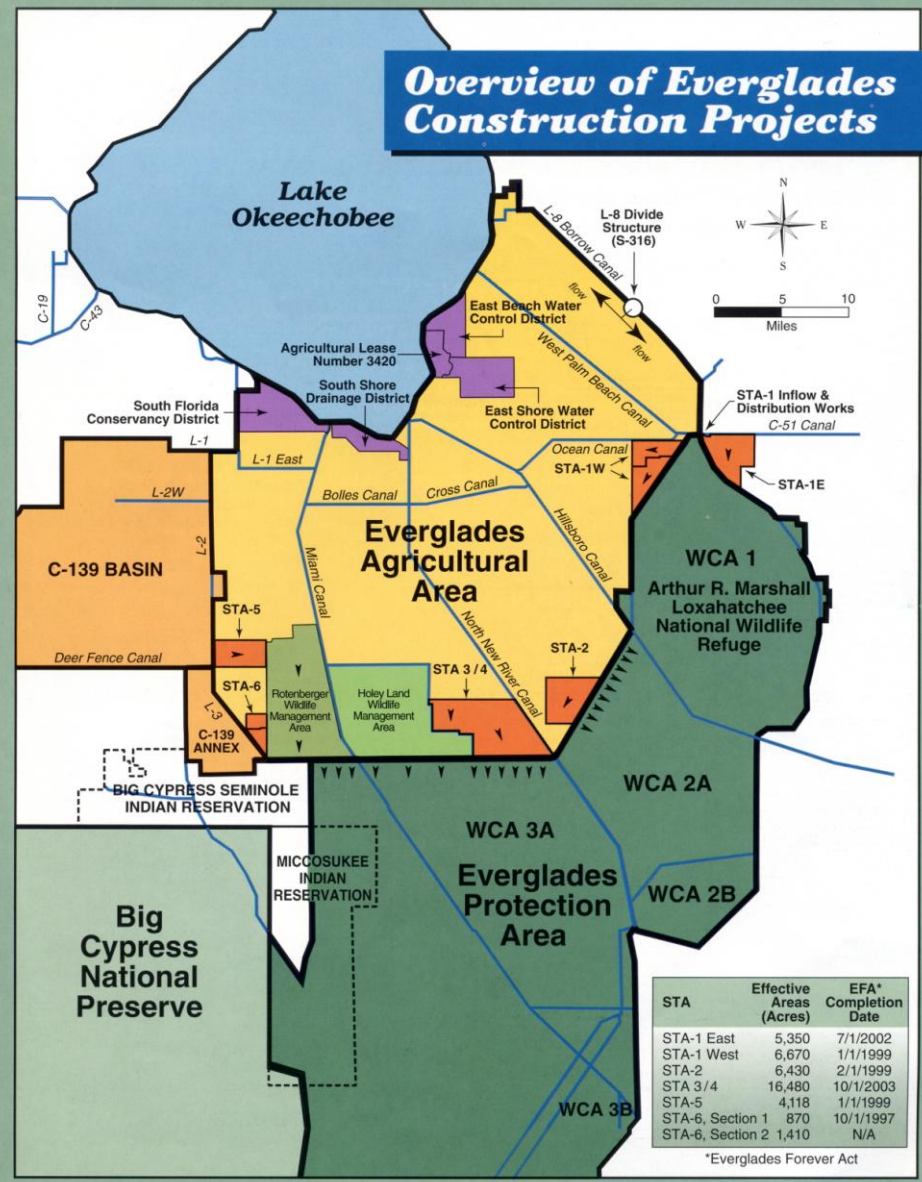 Overview of Everglades
Construction Projects
Lake
Okeechobee
N
W
E
S
L-8 Divide
Structure
(S-316)
L-8 Borrow Canal
flow
flow
0 5 10
Miles
C-19
C-43
East Beach Water
Control District
West Palm Beach Canal
Agricultural Lease
Number 3420
South Shore
Drainage District
East Shore Water
Control District
South Florida
Conservancy District
STA-1 Inflow &
Distribution Works
C-51 Canal
L-1
L-1 East
Ocean Canal
STA-1W
STA-1E
L-2W
Bolles Canal
Cross Canal
Hillsboro Canal
L-2
C-139 BASIN
Everglades
Agricultural
Area
Miami Canal
North New River Canal
WCA 1
Arthur R. Marshall
Loxahatchee
National Wildlife
Refuge
STA-5
Deer Fence Canal
STA-6
L-3
C-139
ANNEX
Rotenberger
Wildlife
Management
Area
Holey Land
Wildlife
Management
Area
STA 3/4
STA-2
BIG CYPRESS SEMINOLE
INDIAN RESERVATION
WCA 2A
WCA 3A
MICCOSUKEE
INDIAN
RESERVATION
Everglades
Protection
Area
WCA 2B
Big
Cypress
National
Preserve
WCA 3B
STA Effective Areas (Acres) EFA* Completion Date
STA-1 East 5,350 7/1/2002
STA-1 West 6,670 1/1/1999
STA-2 6,430 2/1/1999
STA 3/4 16,480 10/1/2003
STA-5 4,118 1/1/1999
STA-6, Section 1 870 10/1/1997
STA-6, Section 2 1,410 N/A
*Everglades Forever Act